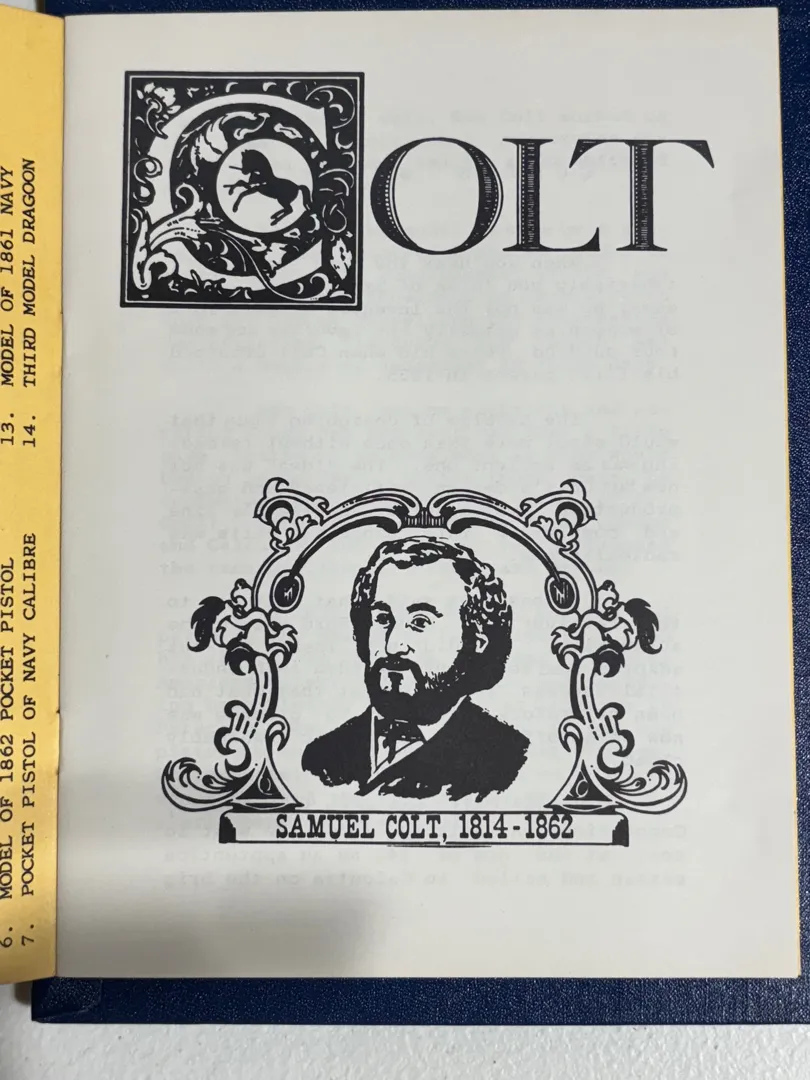 6. MODEL OF 1862 POCKET PISTOL
7. POCKET PISTOL OF NAVY CALIBRE
13. MODEL OF 1861 NAVY
14. THIRD MODEL DRAGOON
COLT
SAMUEL COLT, 1814-1862